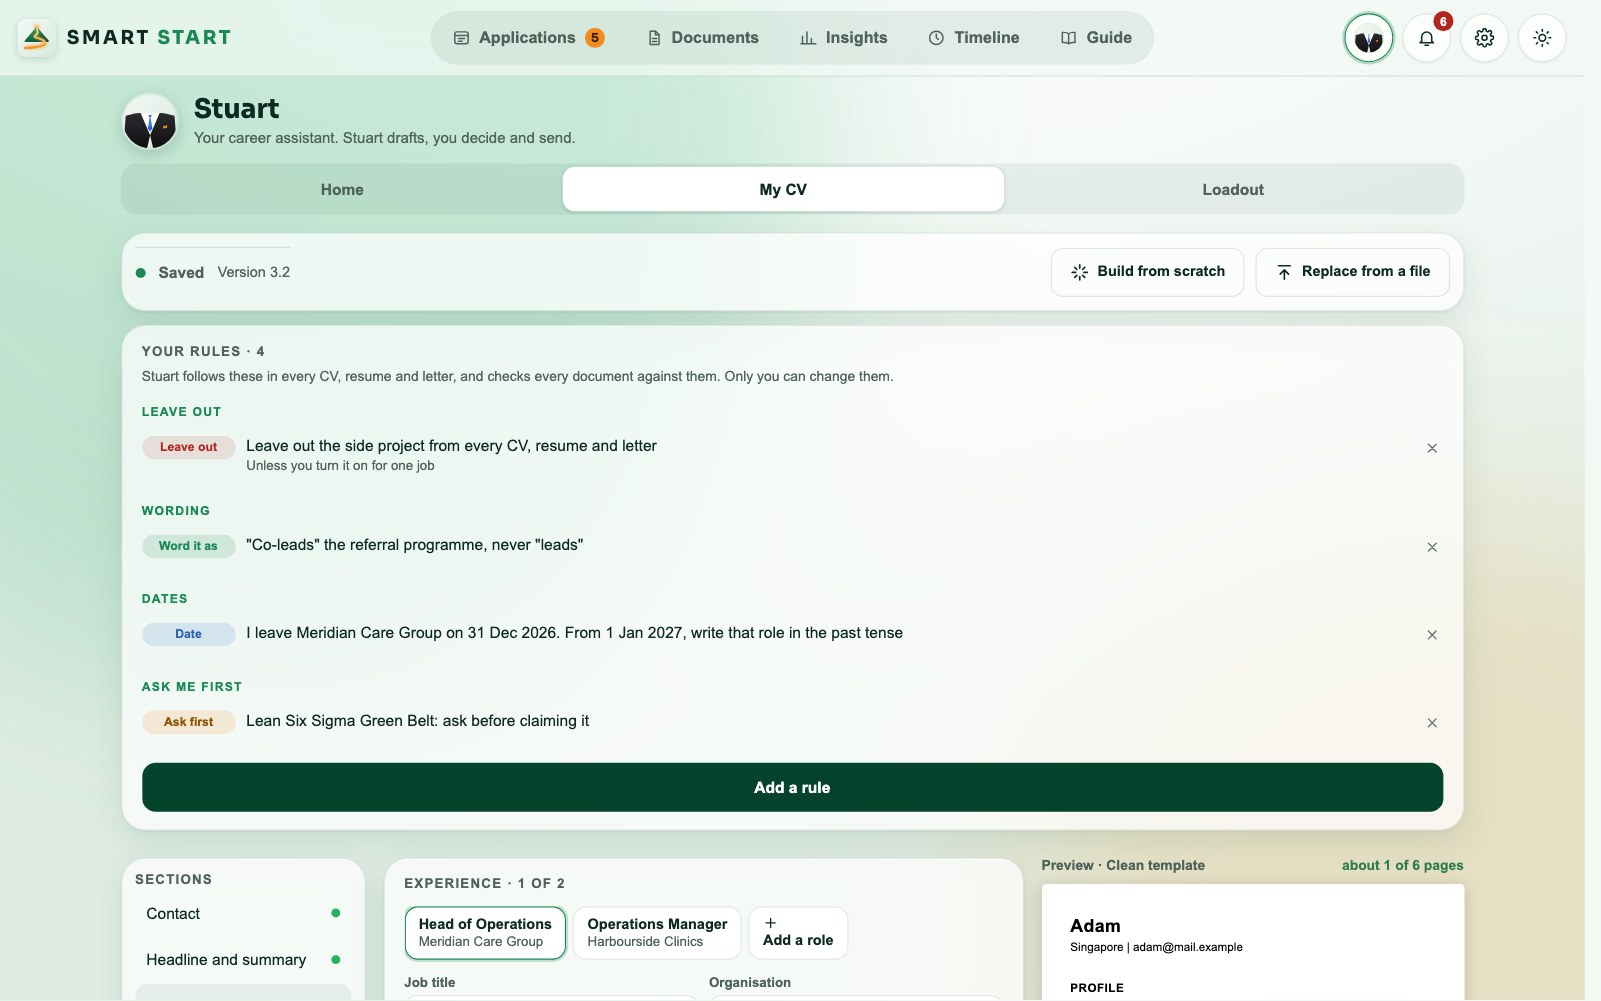 SMART START
Applications 5
Documents
Insights
Timeline
Guide
6
Stuart
Your career assistant. Stuart drafts, you decide and send.
Home
My CV
Loadout
Saved Version 3.2
Build from scratch
Replace from a file
YOUR RULES · 4
Stuart follows these in every CV, resume and letter, and checks every document against them. Only you can change them.
LEAVE OUT
Leave out
Leave out the side project from every CV, resume and letter
Unless you turn it on for one job
WORDING
Word it as
"Co-leads" the referral programme, never "leads"
DATES
Date
I leave Meridian Care Group on 31 Dec 2026. From 1 Jan 2027, write that role in the past tense
ASK ME FIRST
Ask first
Lean Six Sigma Green Belt: ask before claiming it
Add a rule
SECTIONS
Contact
Headline and summary
EXPERIENCE · 1 OF 2
Head of Operations
Meridian Care Group
Operations Manager
Harbourside Clinics
+
Add a role
Job title
Organisation
Preview · Clean template
about 1 of 6 pages
Adam
Singapore | adam@mail.example
PROFILE